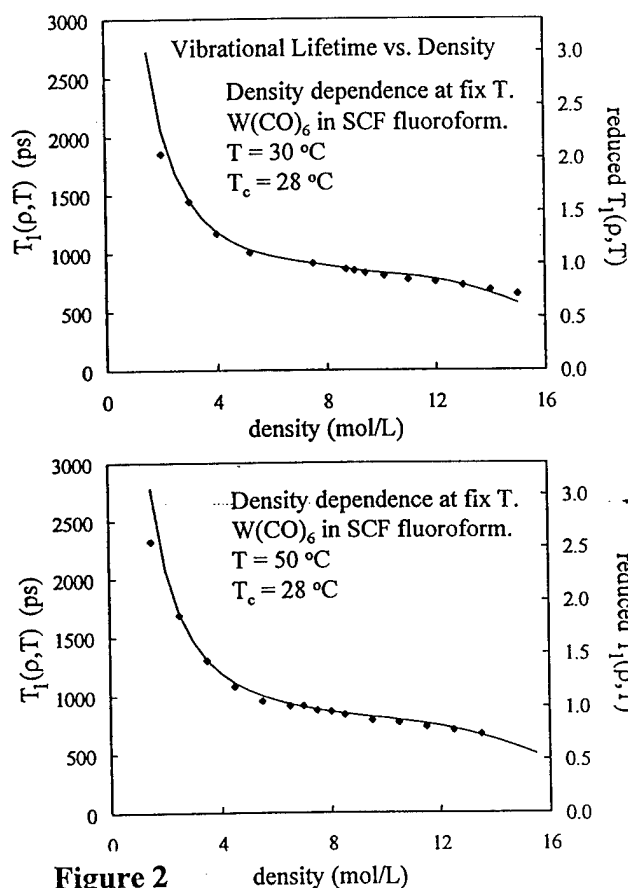 Vibrational Lifetime vs. Density
Density dependence at fix T.
W(CO)₆ in SCF fluoroform.
T = 30 °C
T_c = 28 °C
3000
2500
2000
1500
1000
500
0
T₁(ρ,T) (ps)
3.0
2.5
2.0
1.5
1.0
0.5
0.0
reduced T₁(ρ,T)
0 4 8 12 16
density (mol/L)
Density dependence at fix T.
W(CO)₆ in SCF fluoroform.
T = 50 °C
T_c = 28 °C
3000
2500
2000
1500
1000
500
0
T₁(ρ,T) (ps)
3.0
2.5
2.0
1.5
1.0
0.5
0.0
reduced T₁(ρ,T)
0 4 8 12 16
Figure 2 density (mol/L)